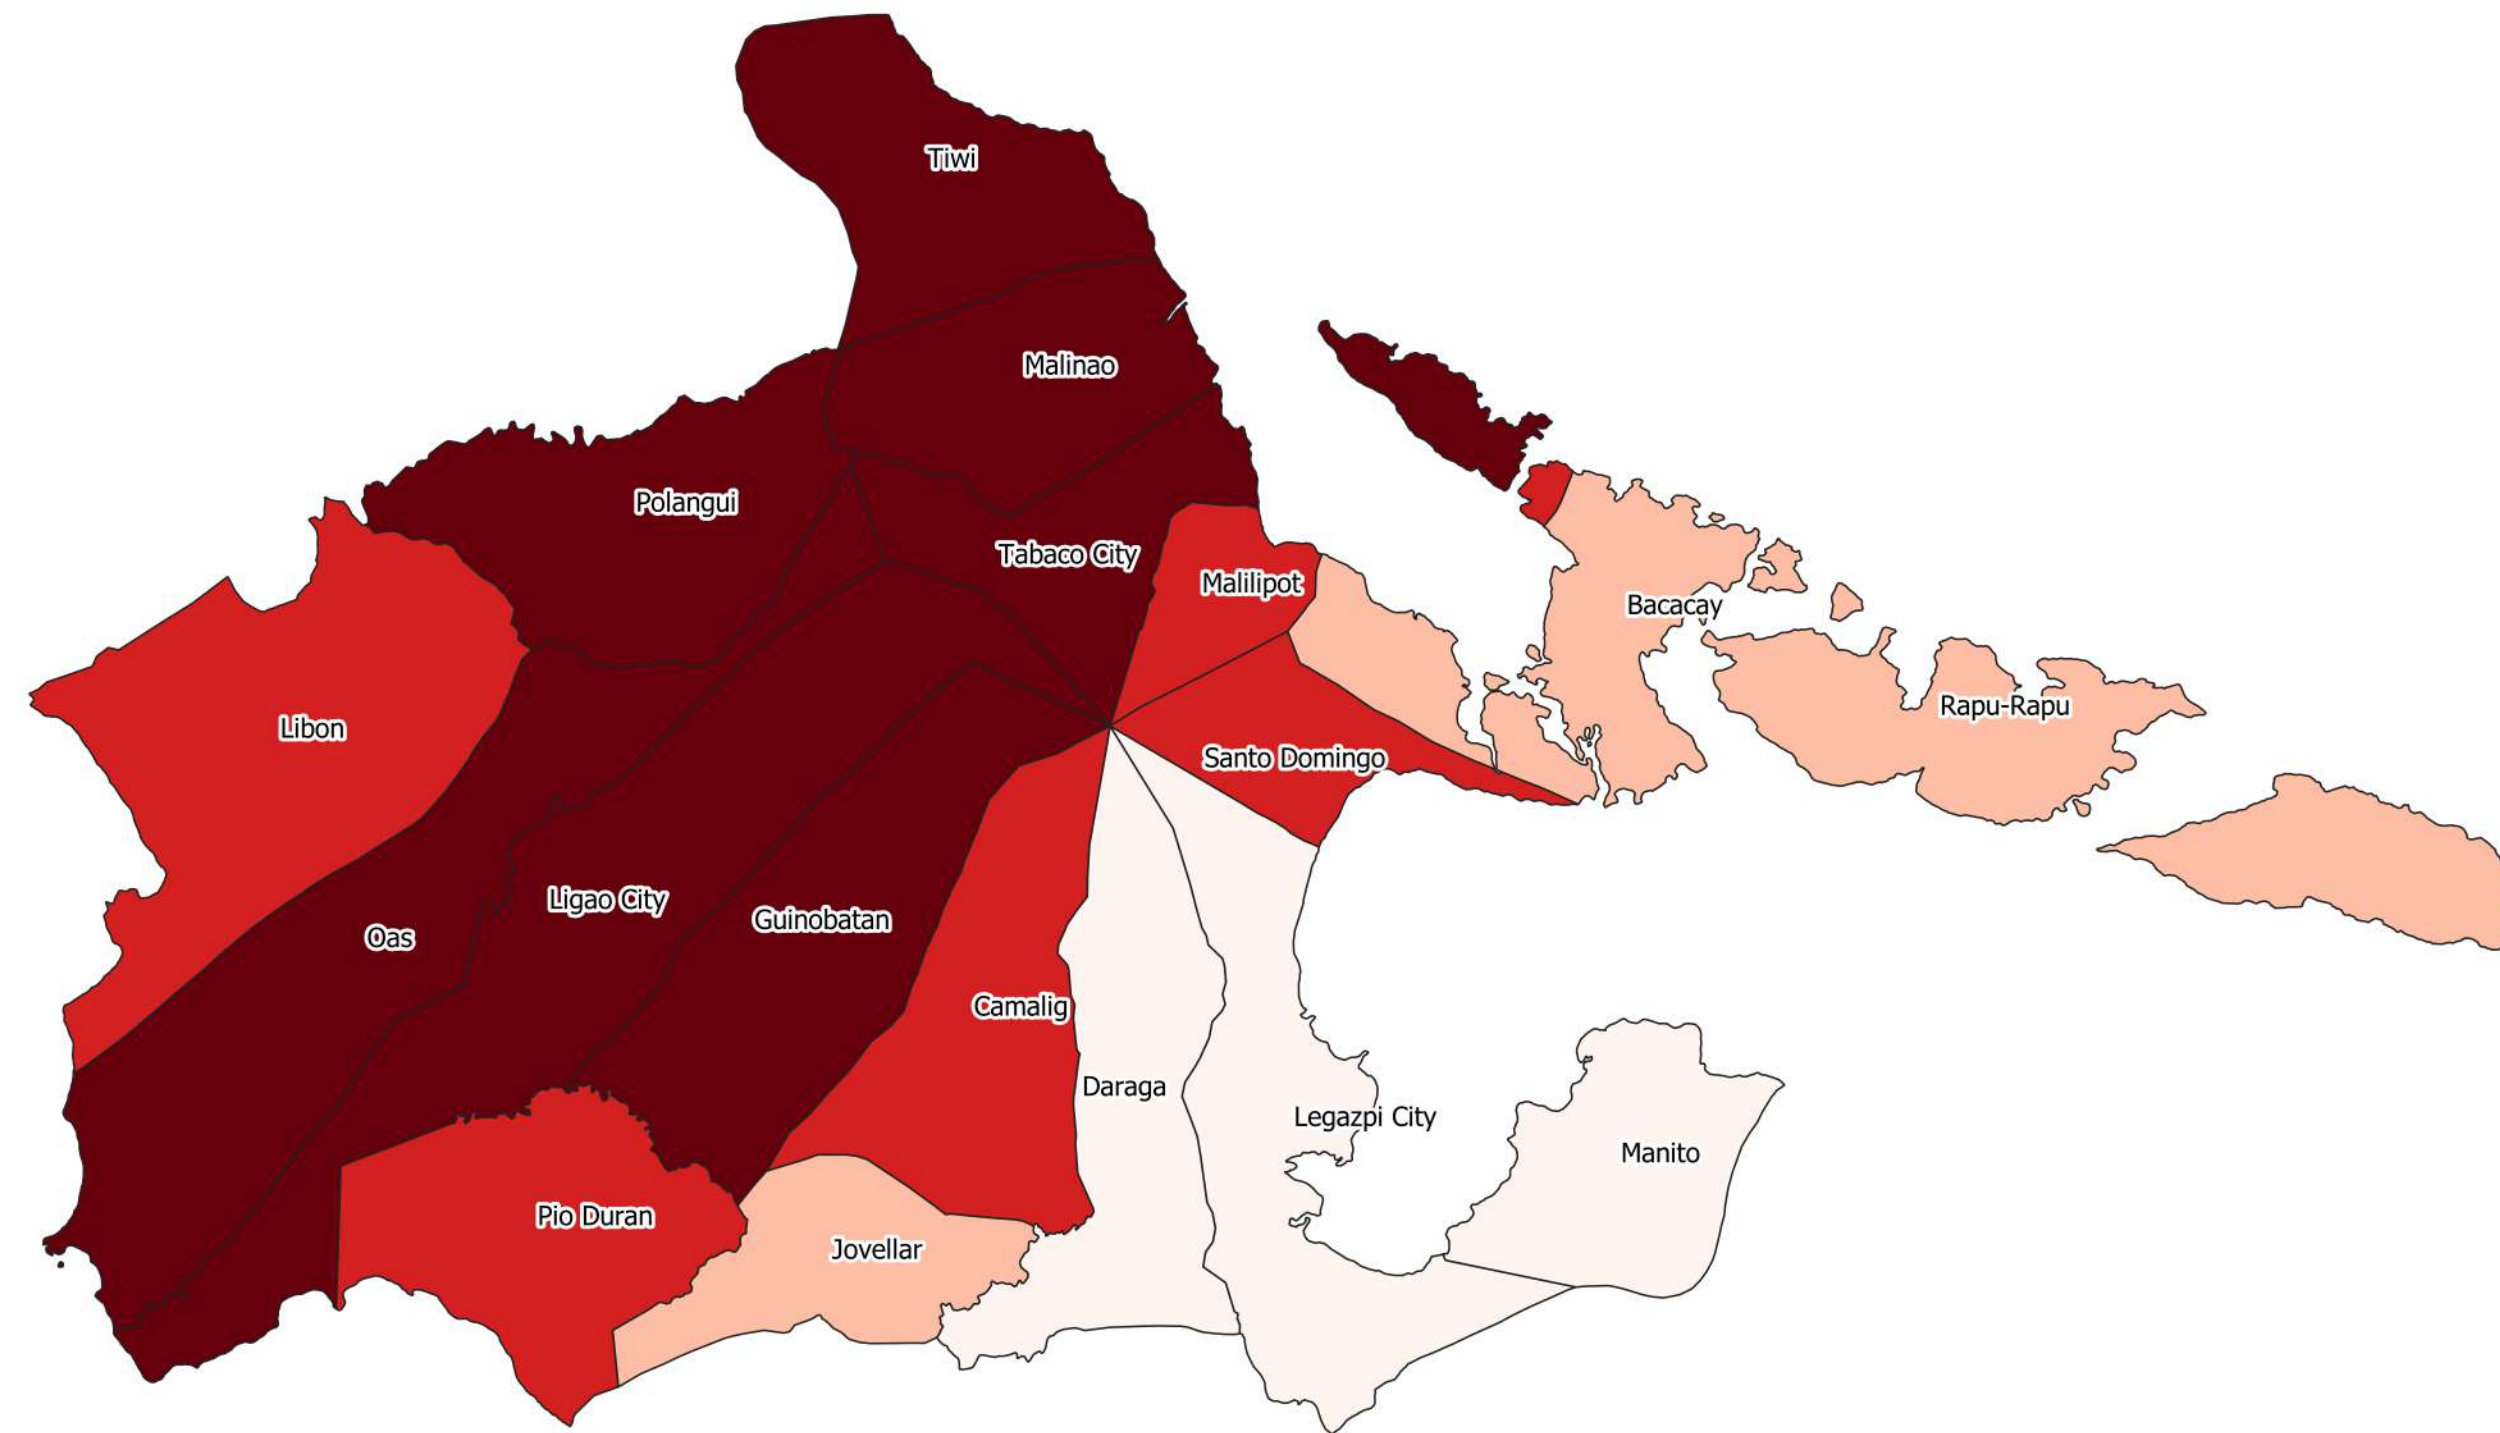 Tiwi
Malinao
Polangui
Tabaco City
Malilipot
Bacacay
Rapu-Rapu
Libon
Santo Domingo
Ligao City
Guinobatan
Oas
Camalig
Daraga
Legazpi City
Manito
Pio Duran
Jovellar